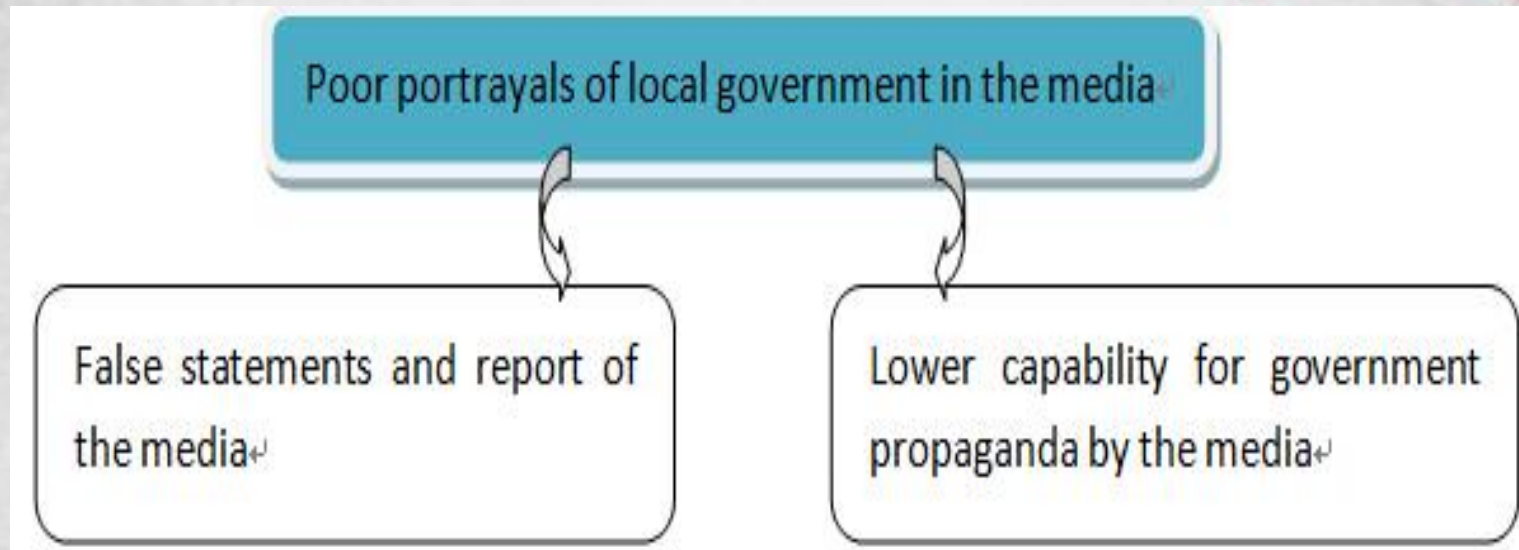 Poor portrayals of local government in the media
False statements and report of
the media
Lower capability for government
propaganda by the media